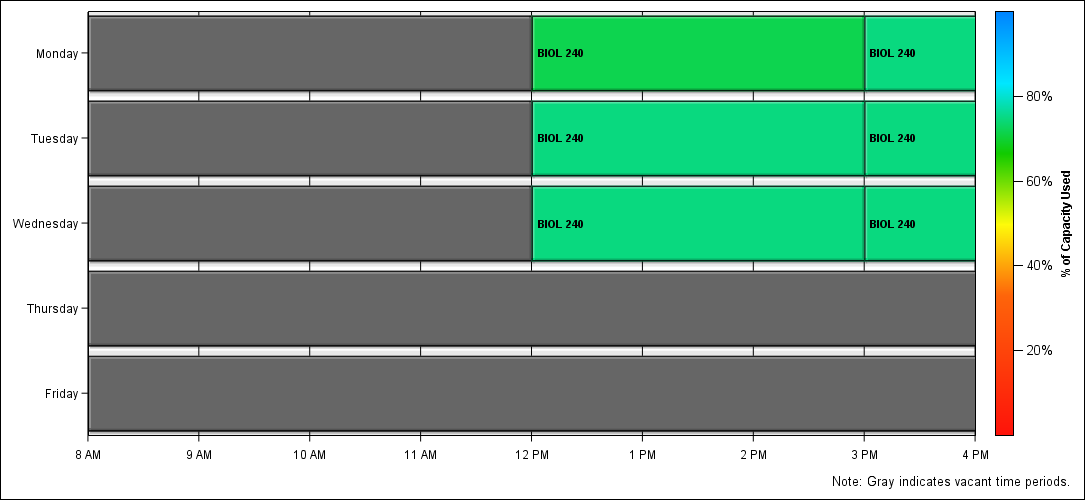 Monday
BIOL 240
BIOL 240
Tuesday
BIOL 240
BIOL 240
Wednesday
BIOL 240
BIOL 240
Thursday
Friday
8 AM
9 AM
10 AM
11 AM
12 PM
1 PM
2 PM
3 PM
4 PM
80%
60%
40%
20%
% of Capacity Used
Note: Gray indicates vacant time periods.